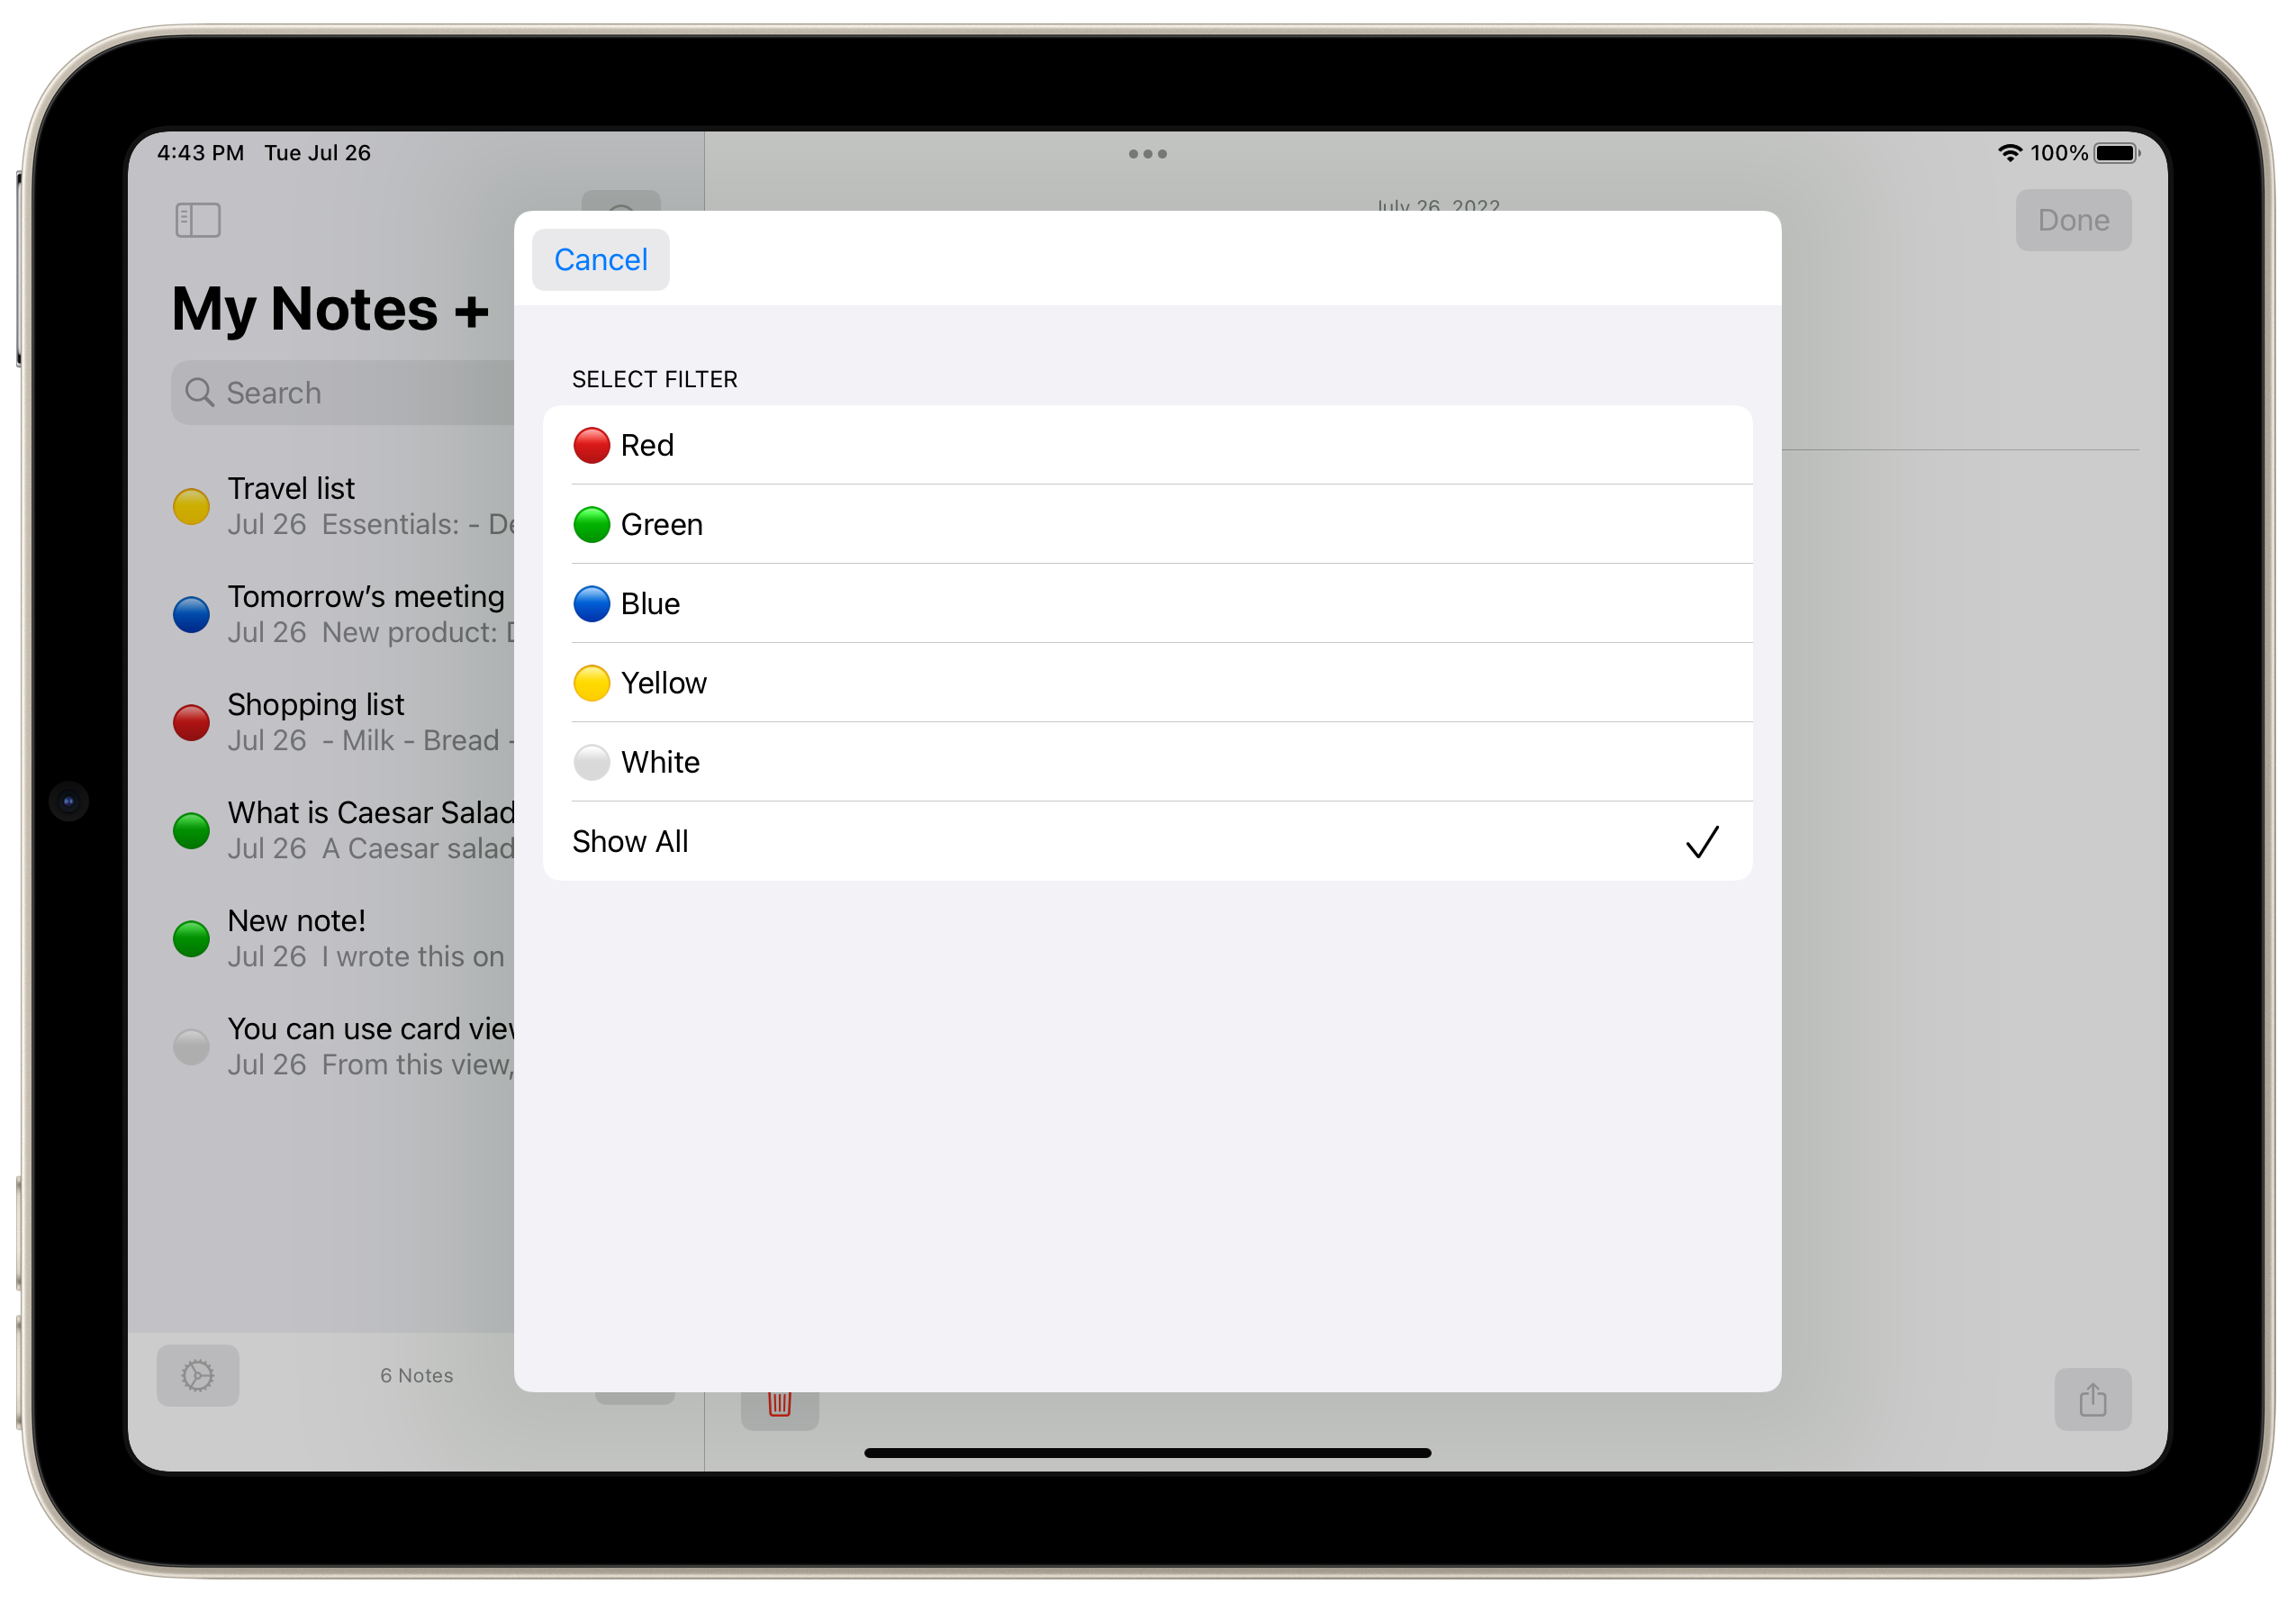 4:43 PM Tue Jul 26
100%
My Notes +
Search
Travel list
Jul 26 Essentials: - De
Tomorrow's meeting
Jul 26 New product:
Shopping list
Jul 26 - Milk - Bread -
What is Caesar Salad
Jul 26 A Caesar salad
New note!
Jul 26 I wrote this on
You can use card view
Jul 26 From this view,
6 Notes
July 26, 2022
Done
Cancel
SELECT FILTER
Red
Green
Blue
Yellow
White
Show All